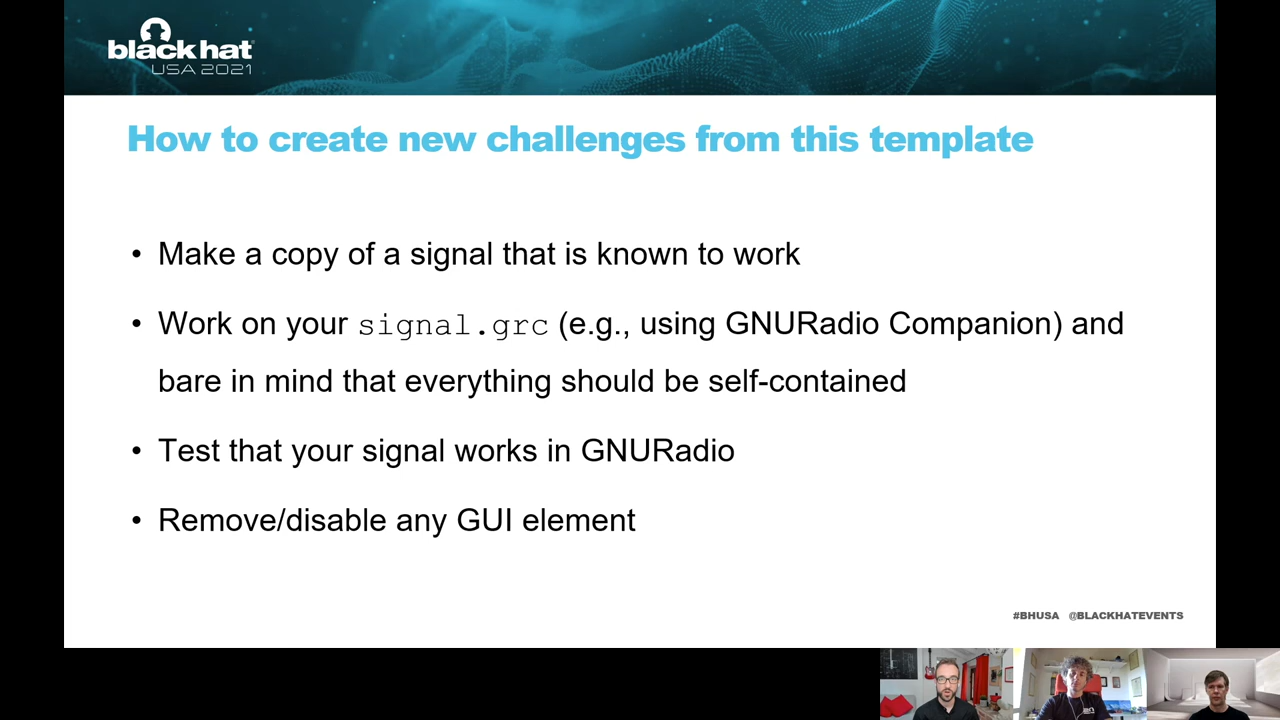 black hat
USA 2021
How to create new challenges from this template
• Make a copy of a signal that is known to work
• Work on your signal.grc (e.g., using GNURadio Companion) and
bare in mind that everything should be self-contained
• Test that your signal works in GNURadio
• Remove/disable any GUI element
#BHUSA @BLACKHATEVENTS